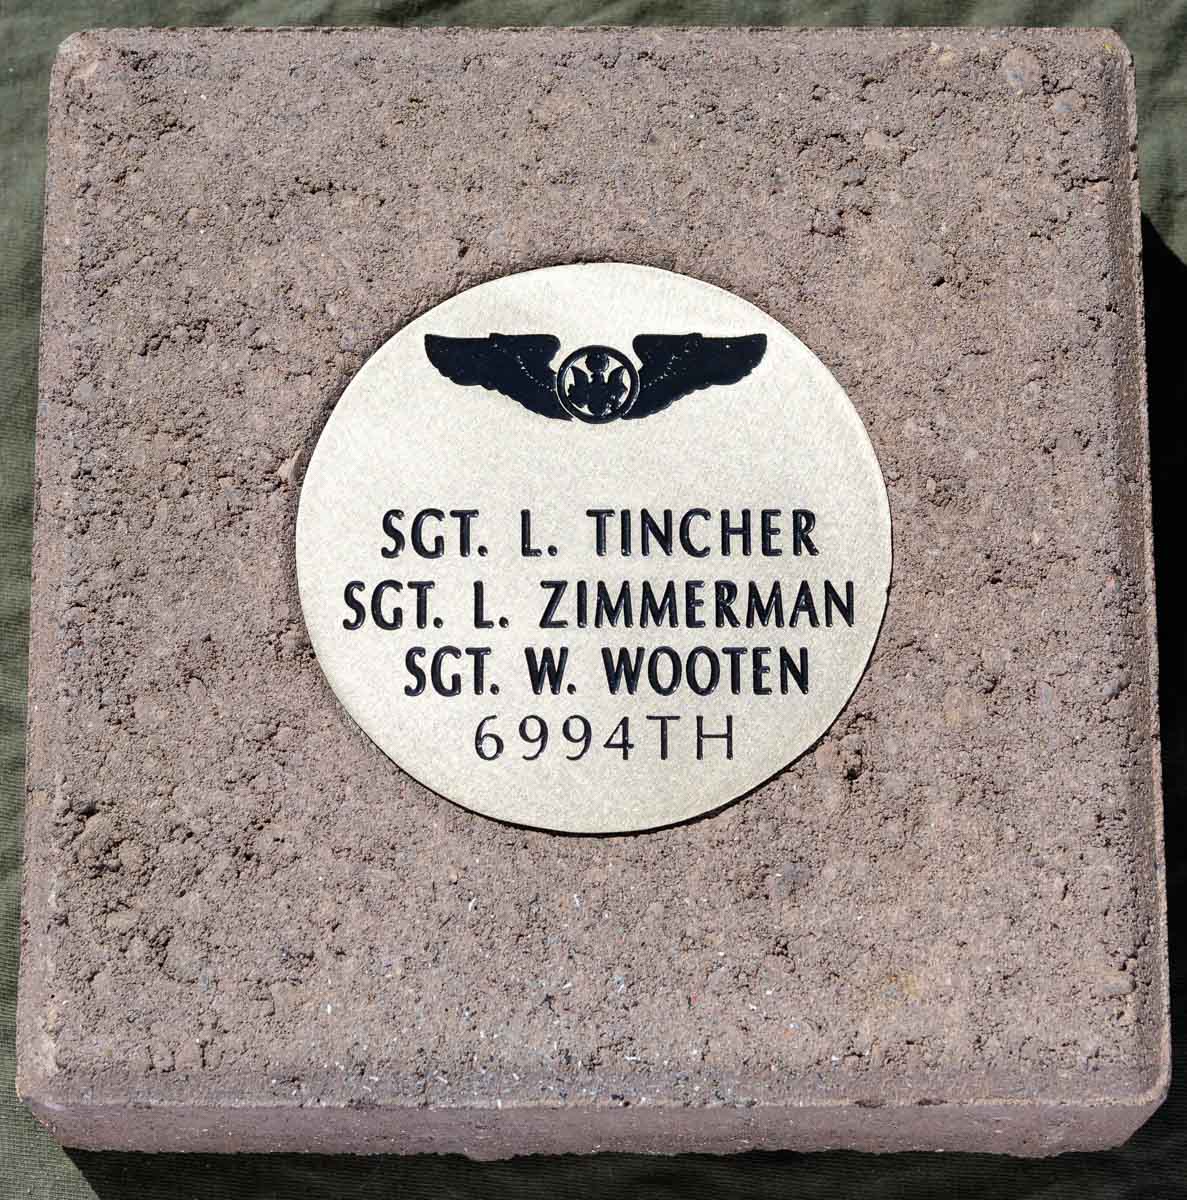 SGT. L. TINCHER
SGT. L. ZIMMERMAN
SGT. W. WOOTEN
6994TH